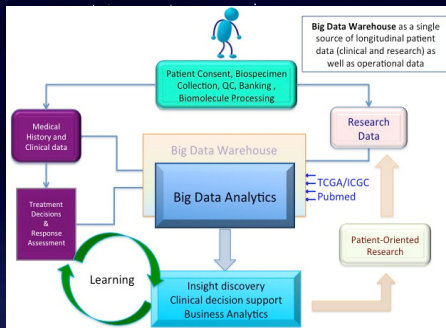 Big Data Warehouse as a single
source of longitudinal patient
data (clinical and research) as
well as operational data
Patient Consent, Biospecimen
Collection, QC, Banking ,
Biomolecule Processing
Medical
History and
Clinical data
Research
Data
Big Data Warehouse
Big Data Analytics
TCGA/ICGC
Pubmed
Treatment
Decisions
&
Response
Assessment
Patient-Oriented
Research
Learning
Insight discovery
Clinical decision support
Business Analytics